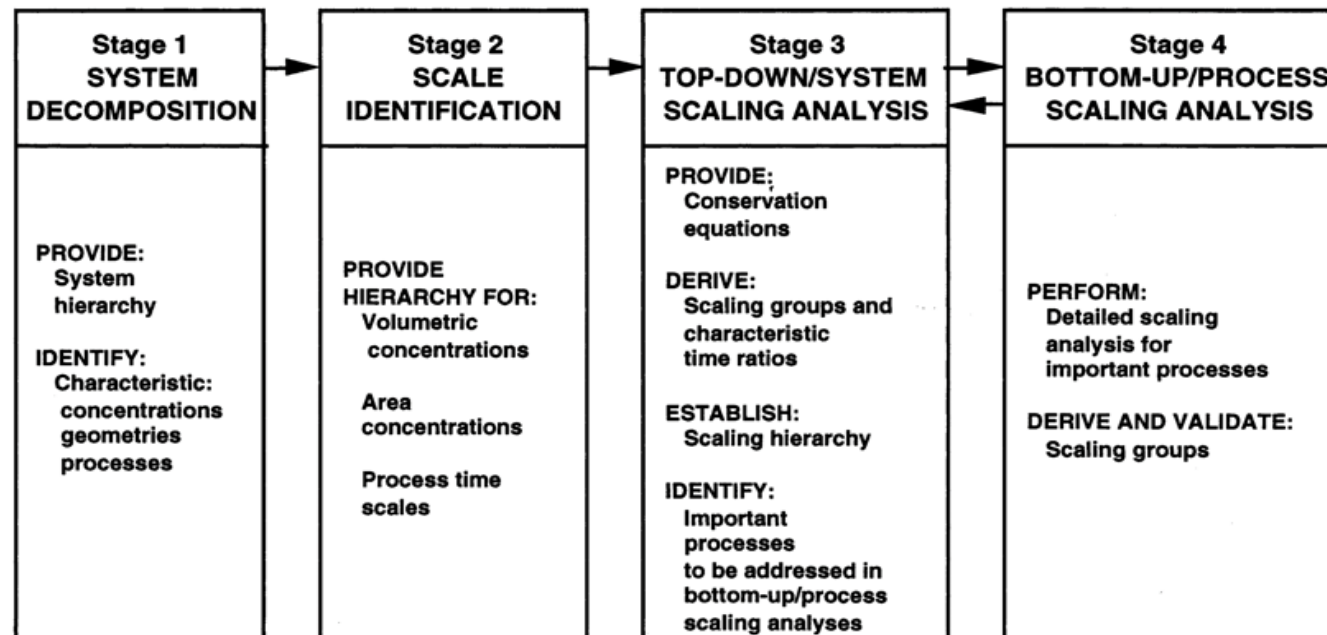 Stage 1
SYSTEM
DECOMPOSITION
PROVIDE:
System
hierarchy
IDENTIFY:
Characteristic:
concentrations
geometries
processes
Stage 2
SCALE
IDENTIFICATION
PROVIDE
HIERARCHY FOR:
Volumetric
concentrations
Area
concentrations
Process time
scales
Stage 3
TOP-DOWN/SYSTEM
SCALING ANALYSIS
PROVIDE:
Conservation
equations
DERIVE:
Scaling groups and
characteristic
time ratios
ESTABLISH:
Scaling hierarchy
IDENTIFY:
Important
processes
to be addressed in
bottom-up/process
scaling analyses
Stage 4
BOTTOM-UP/PROCESS
SCALING ANALYSIS
PERFORM:
Detailed scaling
analysis for
important processes
DERIVE AND VALIDATE:
Scaling groups